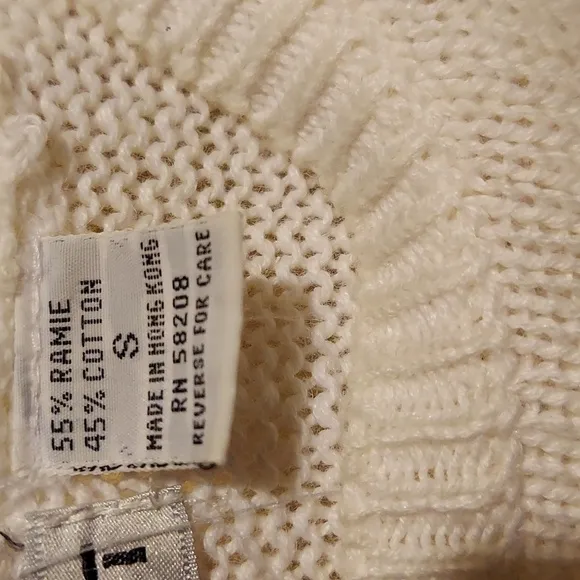 55% RAMIE
45% COTTON
S
MADE IN HONG KONG
RN 58208
REVERSE FOR CARE